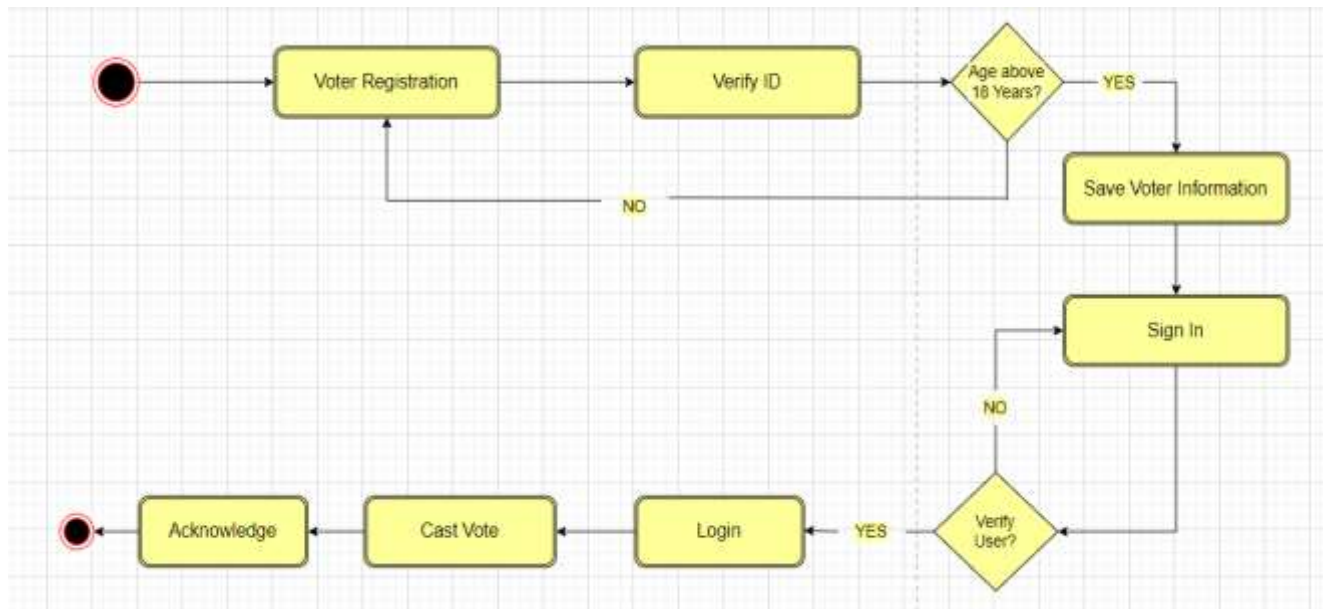 Voter Registration
Verify ID
Age above
18 Years?
YES
Save Voter Information
NO
Sign In
NO
Verify
User?
YES
Login
Cast Vote
Acknowledge